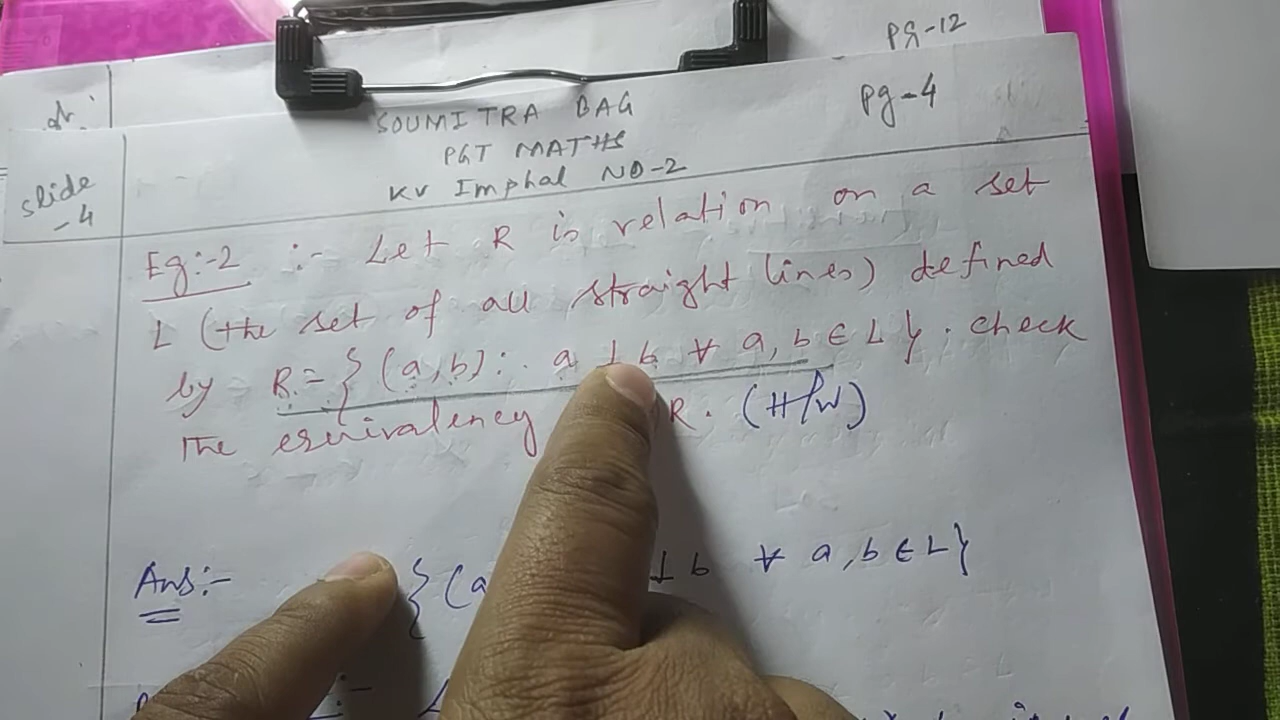 Pg-12
Pg-4
SOUMITRA BAG
PGT MATHS
KV Imphal NO-2
slide
-4
Eg:-2 :- Let R is relation on a set
L (the set of all straight lines) defined
by R = {(a,b): a ⊥ b ∀ a, b ∈ L}. check
The equivalency R. (H/W)
Ans:- {(a ⊥ b ∀ a, b ∈ L}